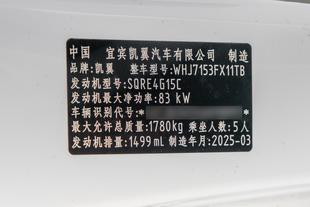 中国 宜宾凯翼汽车有限公司 制造
品牌:凯翼 整车型号:WHJ7153FX11TB
发动机型号:SQRE4G15C
发动机最大净功率:83 kW
车辆识别代号:* *
最大允许总质量:1780kg 乘坐人数:5人
发动机排量:1499mL 制造年月:2025-03